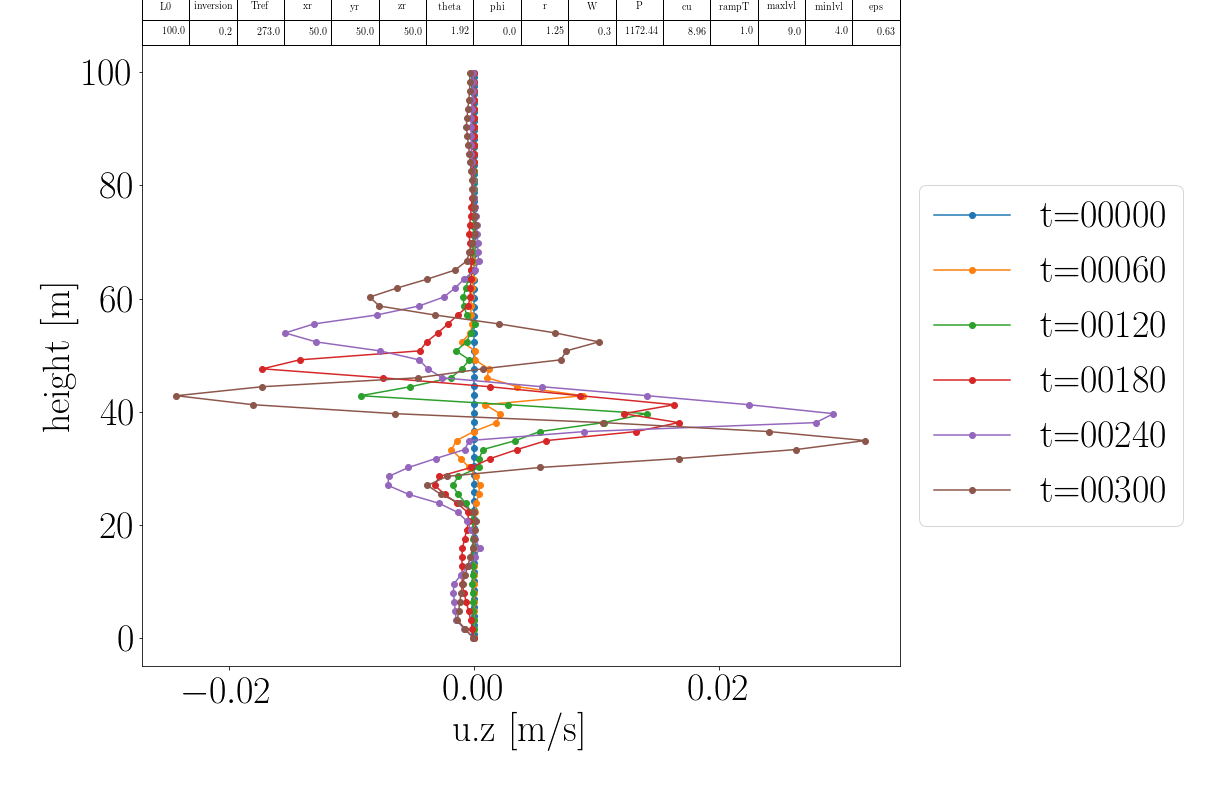 L0 inversion Tref xr yr zr theta phi r W P cu rampT maxlvl minlvl eps
100.0 0.2 273.0 50.0 50.0 50.0 1.92 0.0 1.25 0.3 1172.44 8.96 1.0 9.0 4.0 0.63
100
80
60
40
20
0
height [m]
−0.02 0.00 0.02
u.z [m/s]
t=00000
t=00060
t=00120
t=00180
t=00240
t=00300